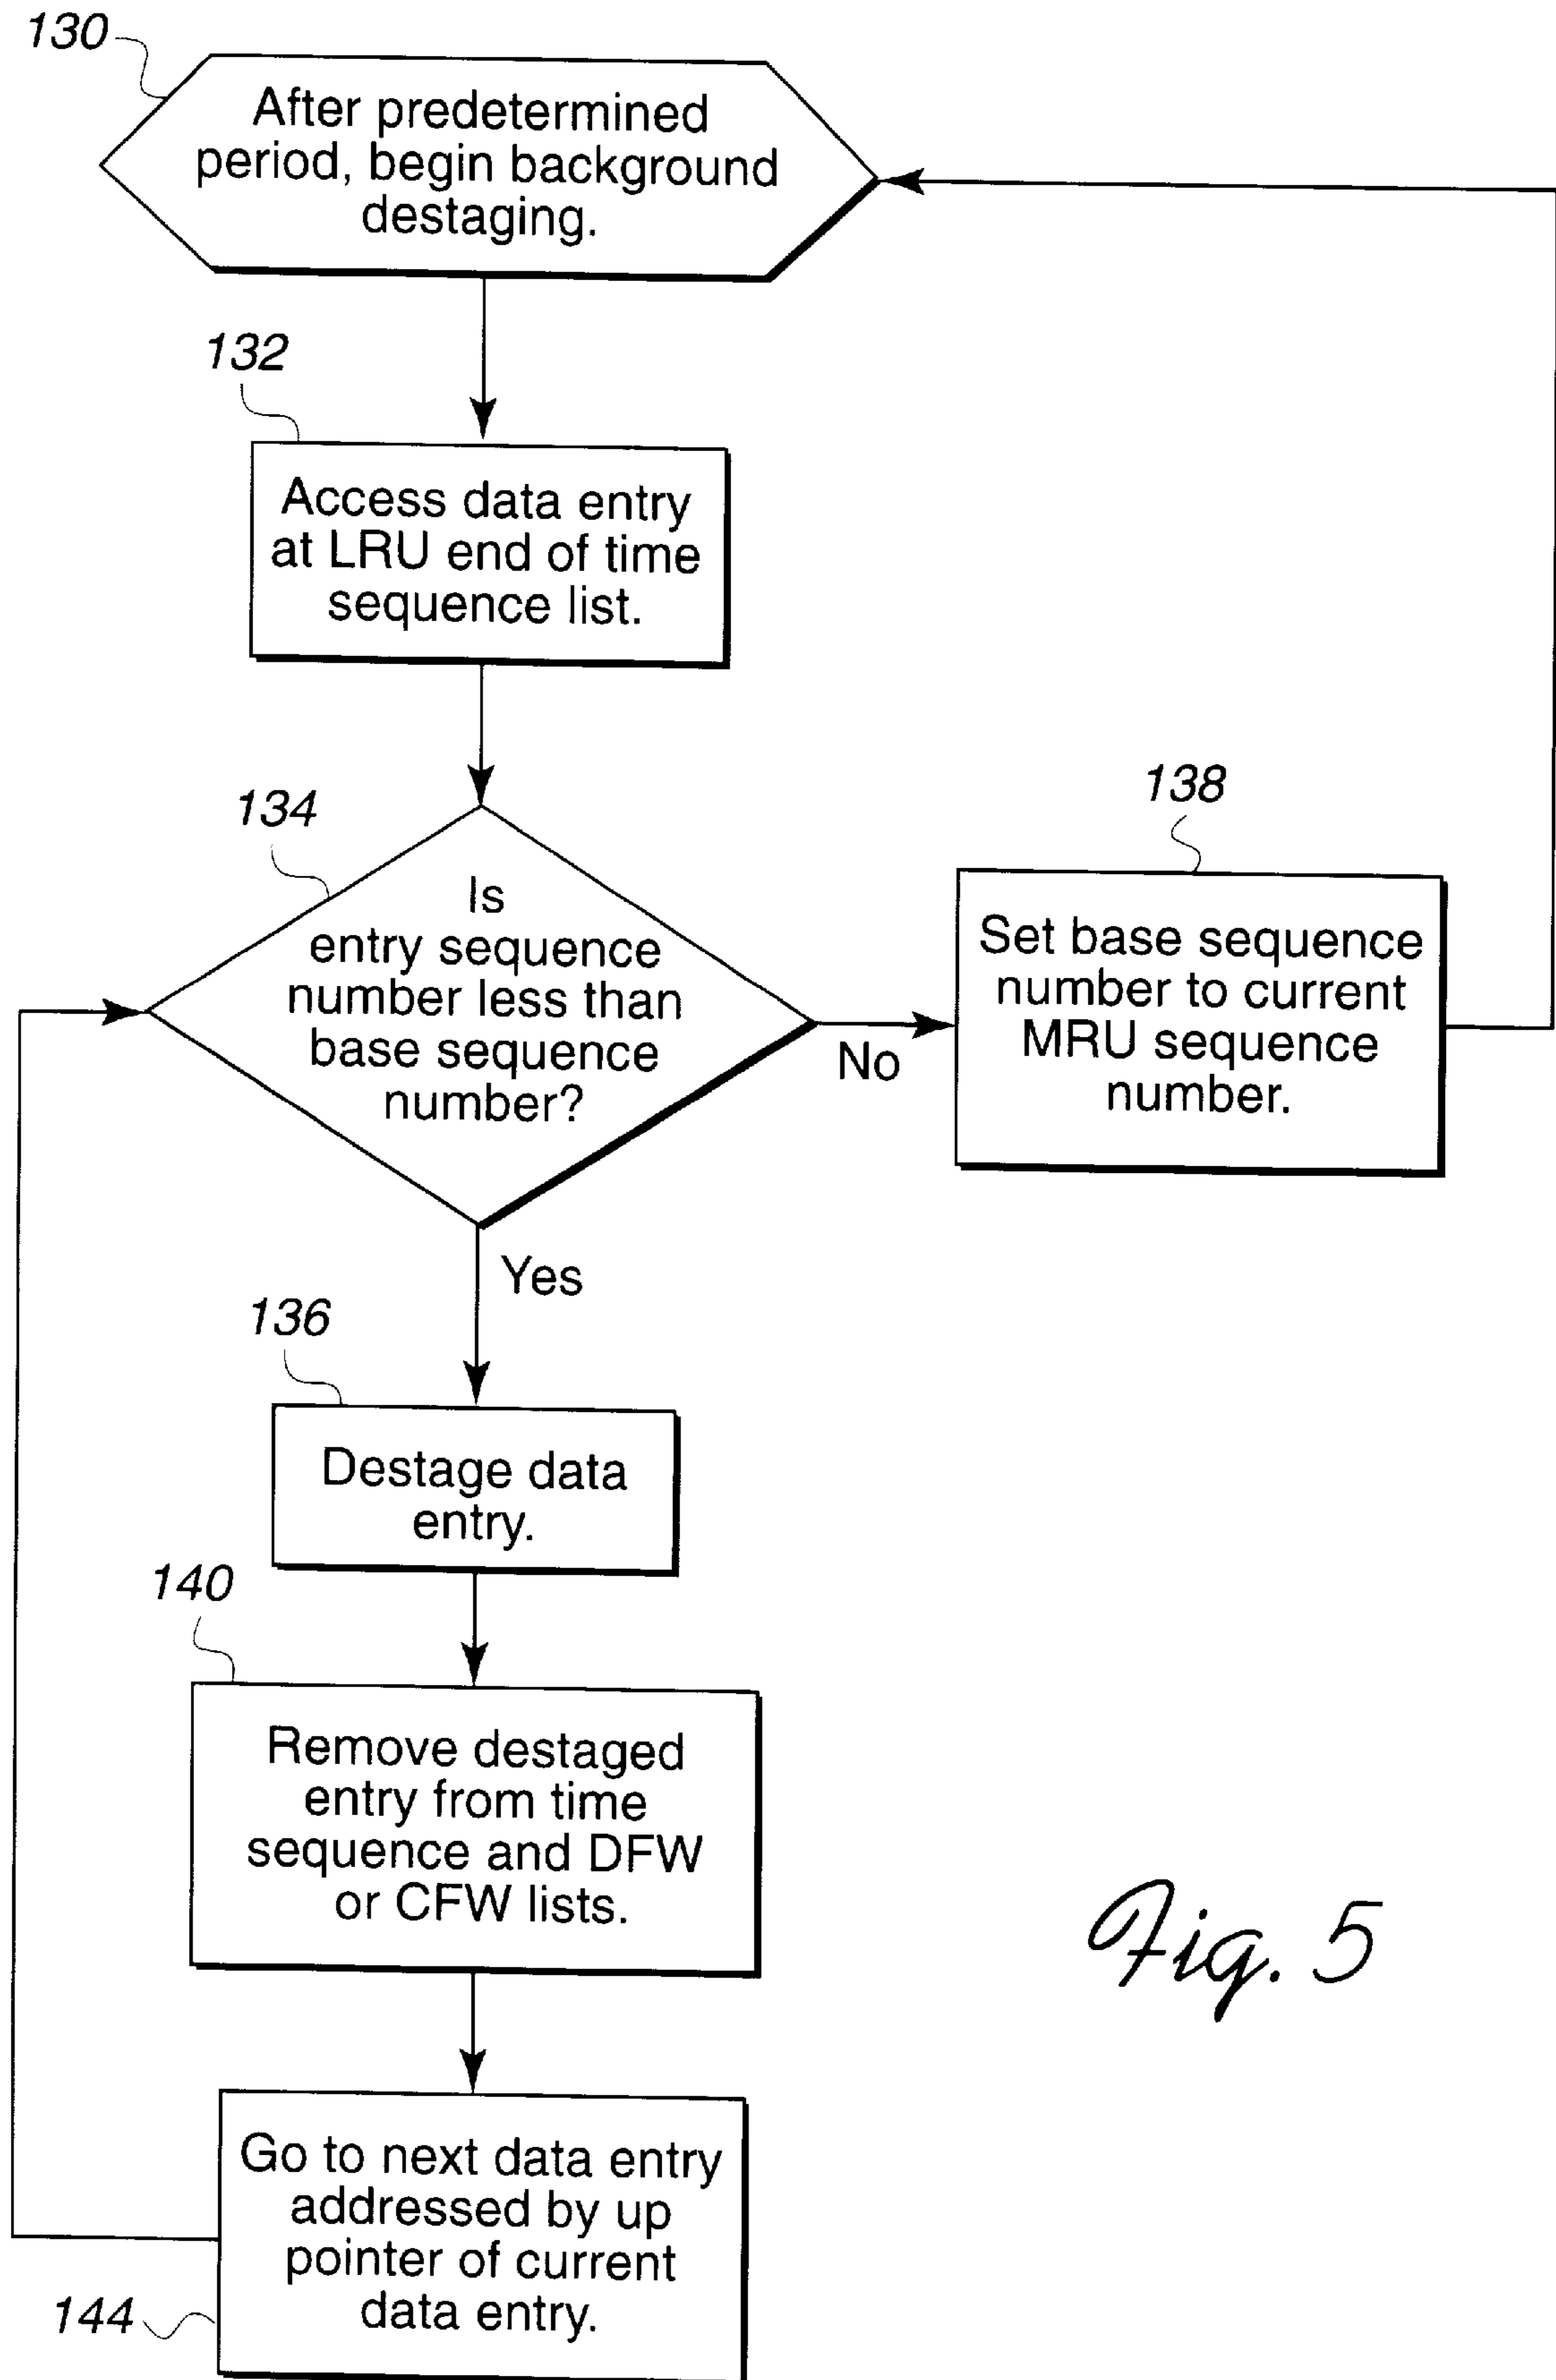 130
After predetermined
period, begin background
destaging.
132
Access data entry
at LRU end of time
sequence list.
134
Is
entry sequence
number less than
base sequence
number?
No
138
Set base sequence
number to current
MRU sequence
number.
Yes
136
Destage data
entry.
140
Remove destaged
entry from time
sequence and DFW
or CFW lists.
Go to next data entry
addressed by up
pointer of current
data entry.
144
Fig. 5